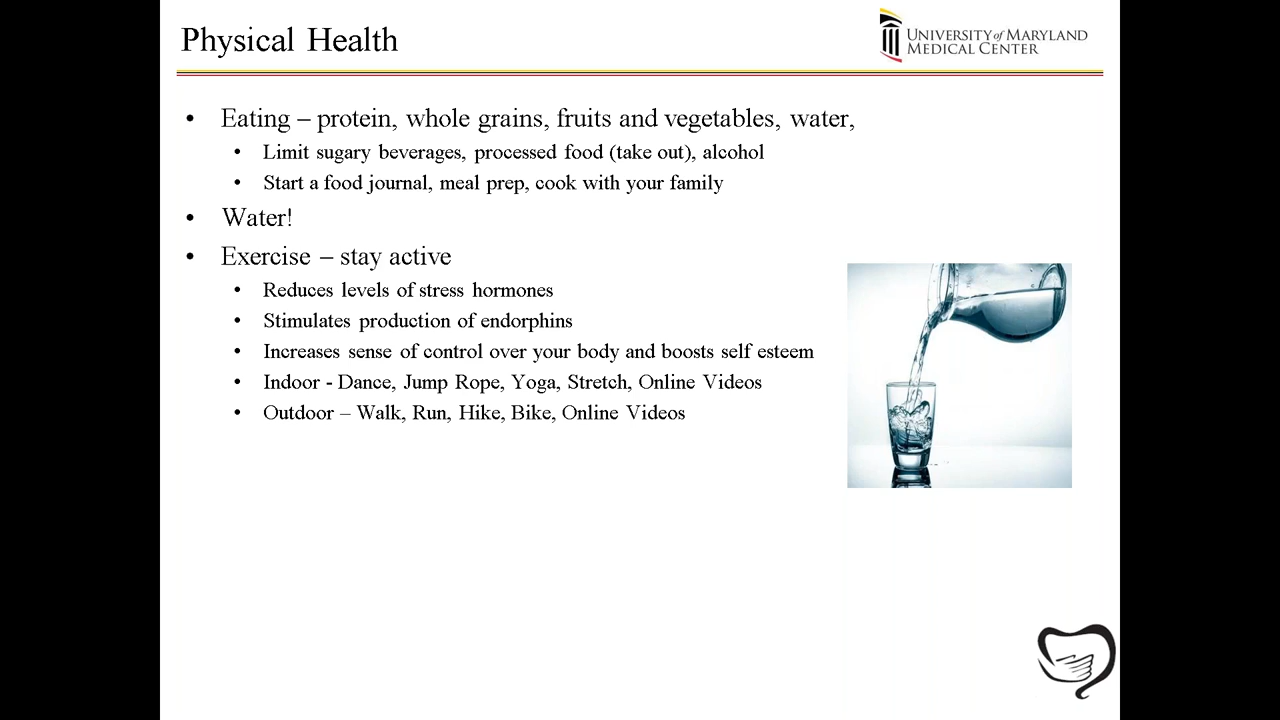 Physical Health
UNIVERSITY of MARYLAND
MEDICAL CENTER
• Eating – protein, whole grains, fruits and vegetables, water,
• Limit sugary beverages, processed food (take out), alcohol
• Start a food journal, meal prep, cook with your family
• Water!
• Exercise – stay active
• Reduces levels of stress hormones
• Stimulates production of endorphins
• Increases sense of control over your body and boosts self esteem
• Indoor - Dance, Jump Rope, Yoga, Stretch, Online Videos
• Outdoor – Walk, Run, Hike, Bike, Online Videos